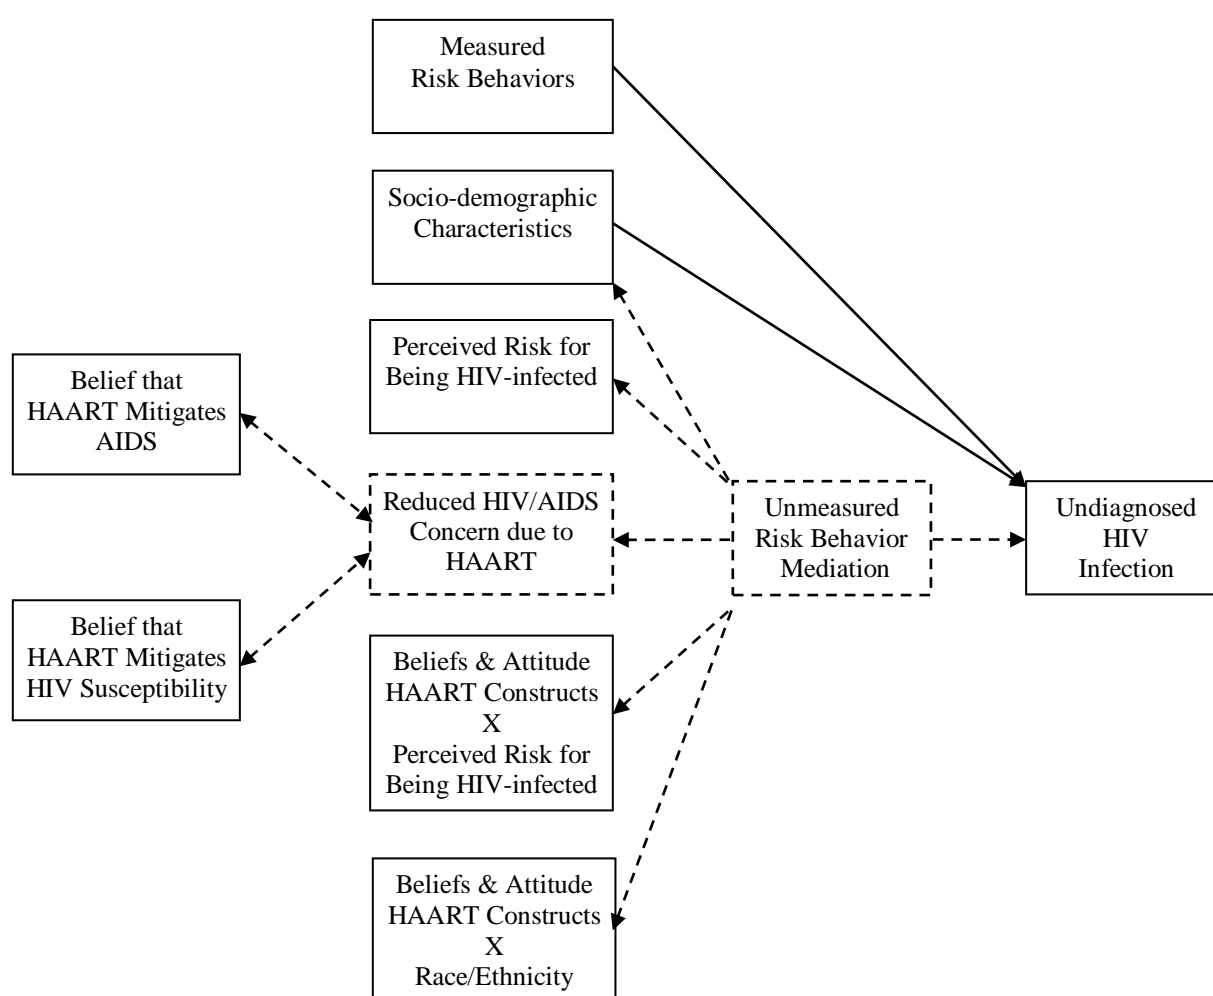 Measured
Risk Behaviors
Socio-demographic
Characteristics
Perceived Risk for
Being HIV-infected
Belief that
HAART Mitigates
AIDS
Reduced HIV/AIDS
Concern due to
HAART
Unmeasured
Risk Behavior
Mediation
Undiagnosed
HIV
Infection
Belief that
HAART Mitigates
HIV Susceptibility
Beliefs & Attitude
HAART Constructs
X
Perceived Risk for
Being HIV-infected
Beliefs & Attitude
HAART Constructs
X
Race/Ethnicity